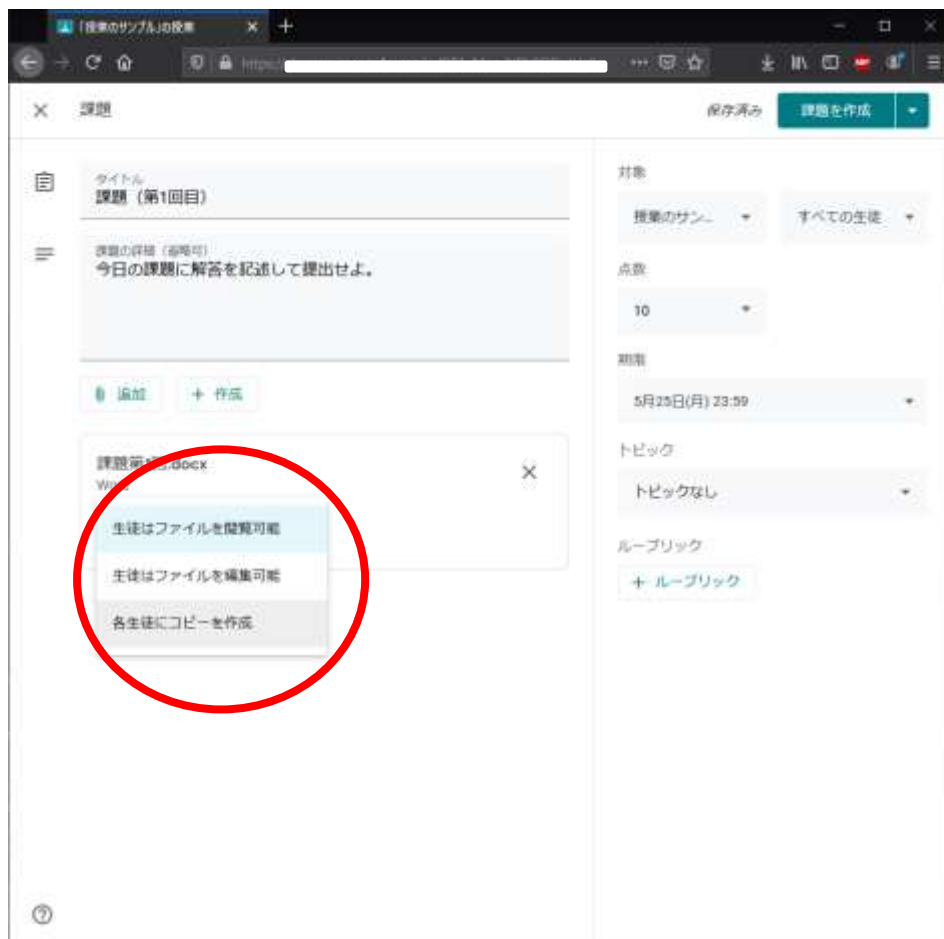 「授業のサンプル」の授業
課題
保存済み
課題を作成
タイトル
課題（第1回目）
課題の詳細（省略可）
今日の課題に解答を記述して提出せよ。
追加
+ 作成
生徒はファイルを閲覧可能
生徒はファイルを編集可能
各生徒にコピーを作成
対象
授業のサン...
すべての生徒
点数
10
期限
5月25日(月) 23:59
トピック
トピックなし
ルーブリック
+ ルーブリック